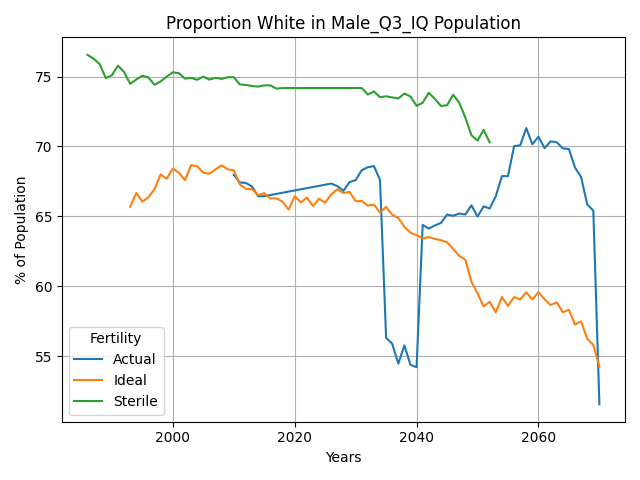 Proportion White in Male_Q3_IQ Population
% of Population
75
70
65
60
55
Fertility
Actual
Ideal
Sterile
2000
2020
2040
2060
Years